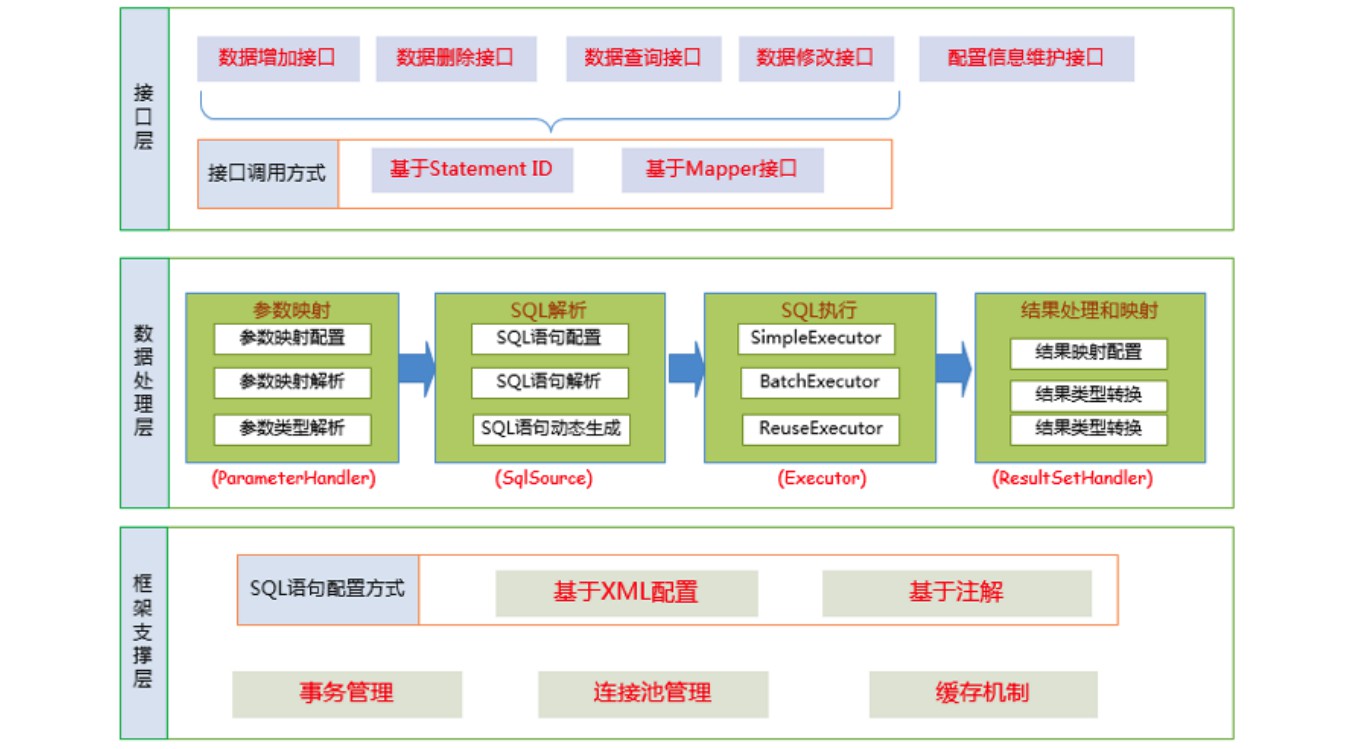 接口层
数据增加接口
数据删除接口
数据查询接口
数据修改接口
配置信息维护接口
接口调用方式
基于Statement ID
基于Mapper接口
数据处理层
参数映射
参数映射配置
参数映射解析
参数类型解析
(ParameterHandler)
SQL解析
SQL语句配置
SQL语句解析
SQL语句动态生成
(SqlSource)
SQL执行
SimpleExecutor
BatchExecutor
ReuseExecutor
(Executor)
结果处理和映射
结果映射配置
结果类型转换
结果类型转换
(ResultSetHandler)
框架支撑层
SQL语句配置方式
基于XML配置
基于注解
事务管理
连接池管理
缓存机制